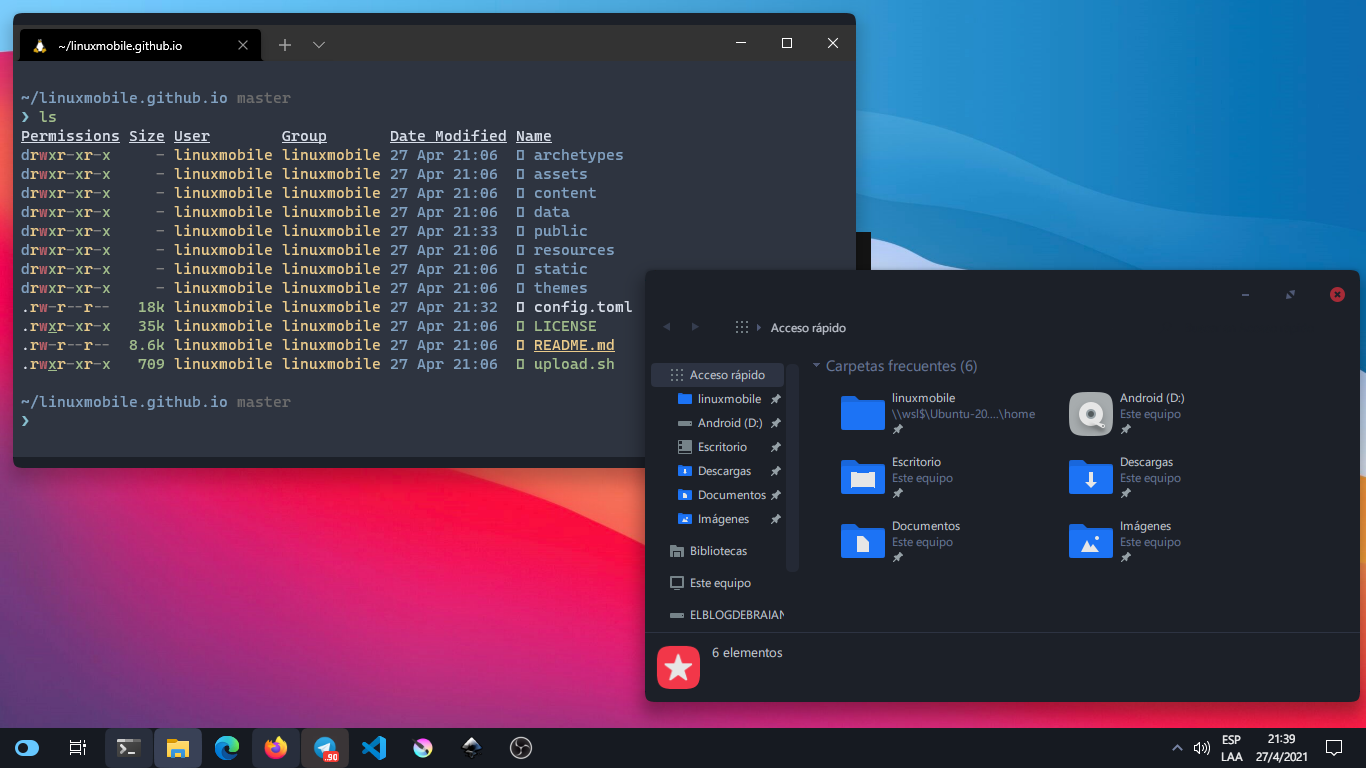 ~/linuxmobile.github.io
~/linuxmobile.github.io master
❯ ls
Permissions Size User Group Date Modified Name
drwxr-xr-x - linuxmobile linuxmobile 27 Apr 21:06 archetypes
drwxr-xr-x - linuxmobile linuxmobile 27 Apr 21:06 assets
drwxr-xr-x - linuxmobile linuxmobile 27 Apr 21:06 content
drwxr-xr-x - linuxmobile linuxmobile 27 Apr 21:06 data
drwxr-xr-x - linuxmobile linuxmobile 27 Apr 21:33 public
drwxr-xr-x - linuxmobile linuxmobile 27 Apr 21:06 resources
drwxr-xr-x - linuxmobile linuxmobile 27 Apr 21:06 static
drwxr-xr-x - linuxmobile linuxmobile 27 Apr 21:06 themes
.rw-r--r-- 18k linuxmobile linuxmobile 27 Apr 21:32 config.toml
.rwxr-xr-x 35k linuxmobile linuxmobile 27 Apr 21:06 LICENSE
.rw-r--r-- 8.6k linuxmobile linuxmobile 27 Apr 21:06 README.md
.rwxr-xr-x 709 linuxmobile linuxmobile 27 Apr 21:06 upload.sh
~/linuxmobile.github.io master
❯
Acceso rápido
Acceso rápido
linuxmobile
Android (D:)
Escritorio
Descargas
Documentos
Imágenes
Bibliotecas
Este equipo
ELBLOGDEBRAIAN
Carpetas frecuentes (6)
linuxmobile
\\wsl$\Ubuntu-20....\home
Android (D:)
Este equipo
Escritorio
Este equipo
Descargas
Este equipo
Documentos
Este equipo
Imágenes
Este equipo
6 elementos
.90
ESP
LAA
21:39
27/4/2021